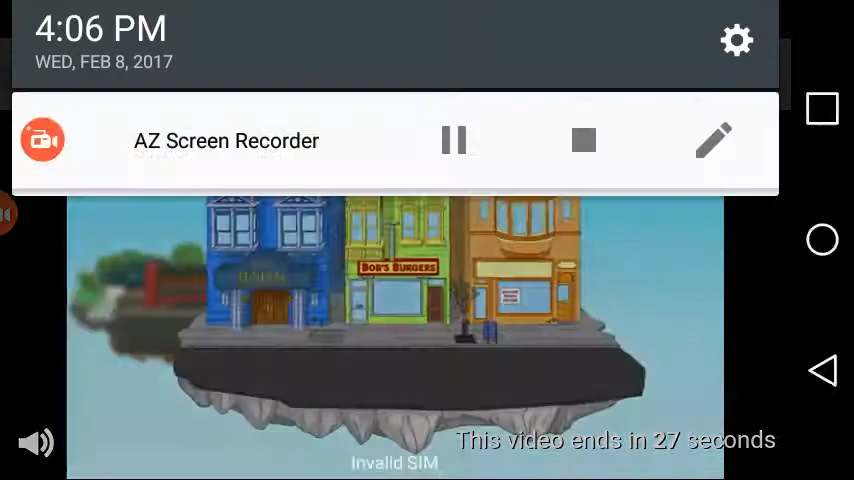 4:06 PM
WED, FEB 8, 2017
AZ Screen Recorder
BOB'S BURGERS
This video ends in 27 seconds
Invalid SIM